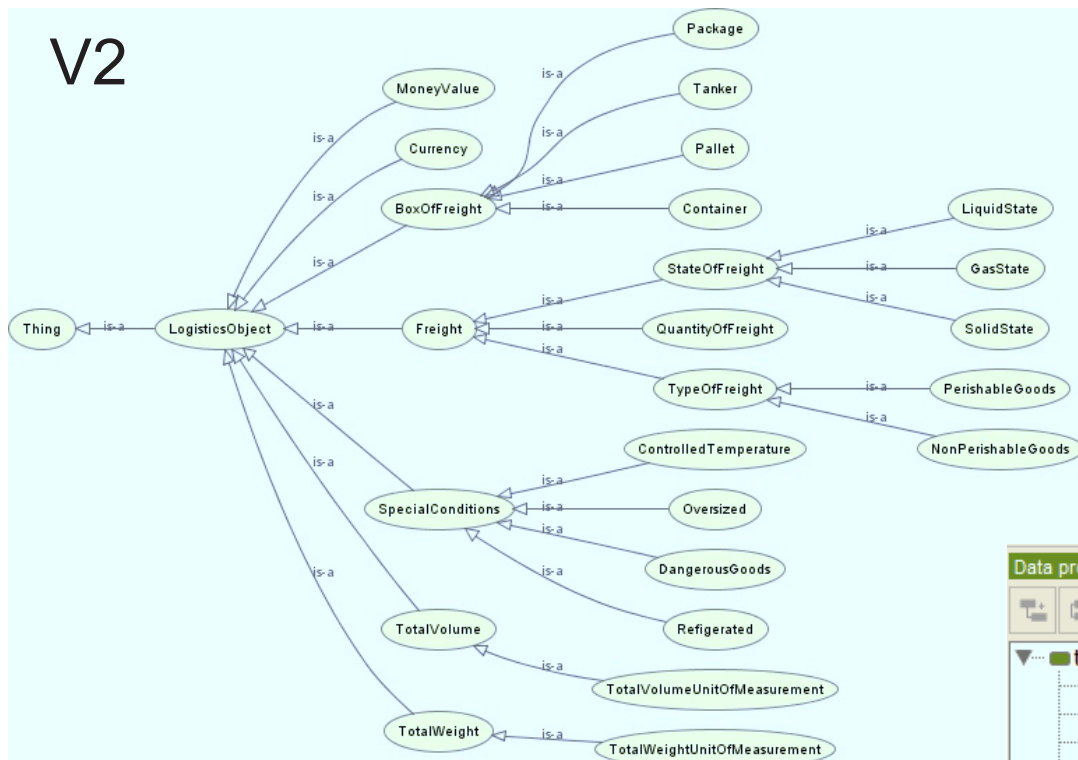 V2
Package
is-a
MoneyValue
Tanker
is-a
is-a
is-a
Currency
Pallet
is-a
is-a
BoxOfFreight
is-a
Container
LiquidState
is-a
is-a
StateOfFreight
is-a
GasState
is-a
is-a
Thing
is-a
LogisticsObject
is-a
Freight
is-a
QuantityOfFreight
SolidState
is-a
TypeOfFreight
is-a
PerishableGoods
is-a
is-a
ControlledTemperature
NonPerishableGoods
is-a
is-a
SpecialConditions
is-a
Oversized
is-a
DangerousGoods
is-a
is-a
Data pr
TotalVolume
Refigerated
is-a
t
TotalVolumeUnitOfMeasurement
TotalWeight
is-a
TotalWeightUnitOfMeasurement